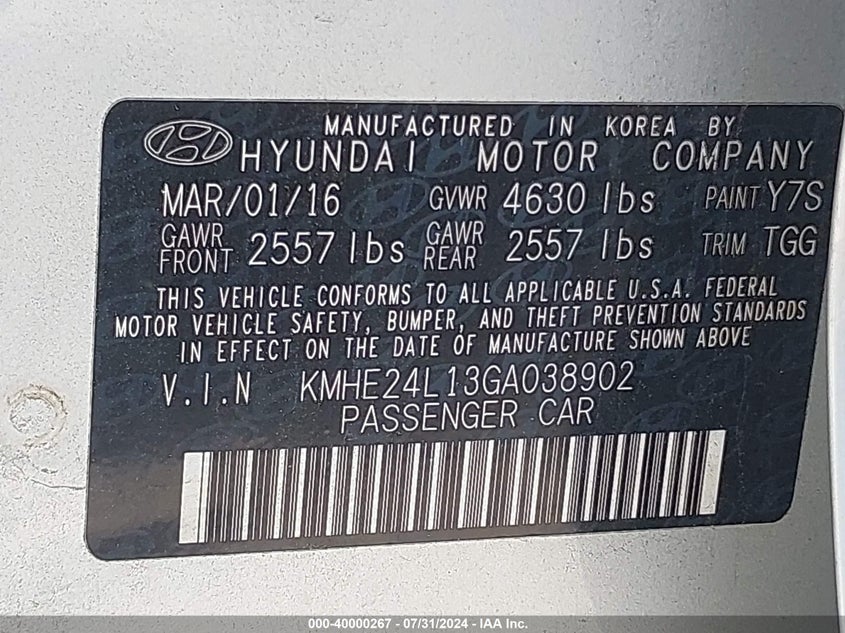 MANUFACTURED IN KOREA BY
HYUNDAI MOTOR COMPANY
MAR/01/16 GVWR 4630 lbs PAINT Y7S
GAWR FRONT 2557 lbs GAWR REAR 2557 lbs TRIM TGG
THIS VEHICLE CONFORMS TO ALL APPLICABLE U.S.A. FEDERAL
MOTOR VEHICLE SAFETY, BUMPER, AND THEFT PREVENTION STANDARDS
IN EFFECT ON THE DATE OF MANUFACTURE SHOWN ABOVE
V.I.N KMHE24L13GA038902
PASSENGER CAR
000-40000267 - 07/31/2024 - IAA Inc.